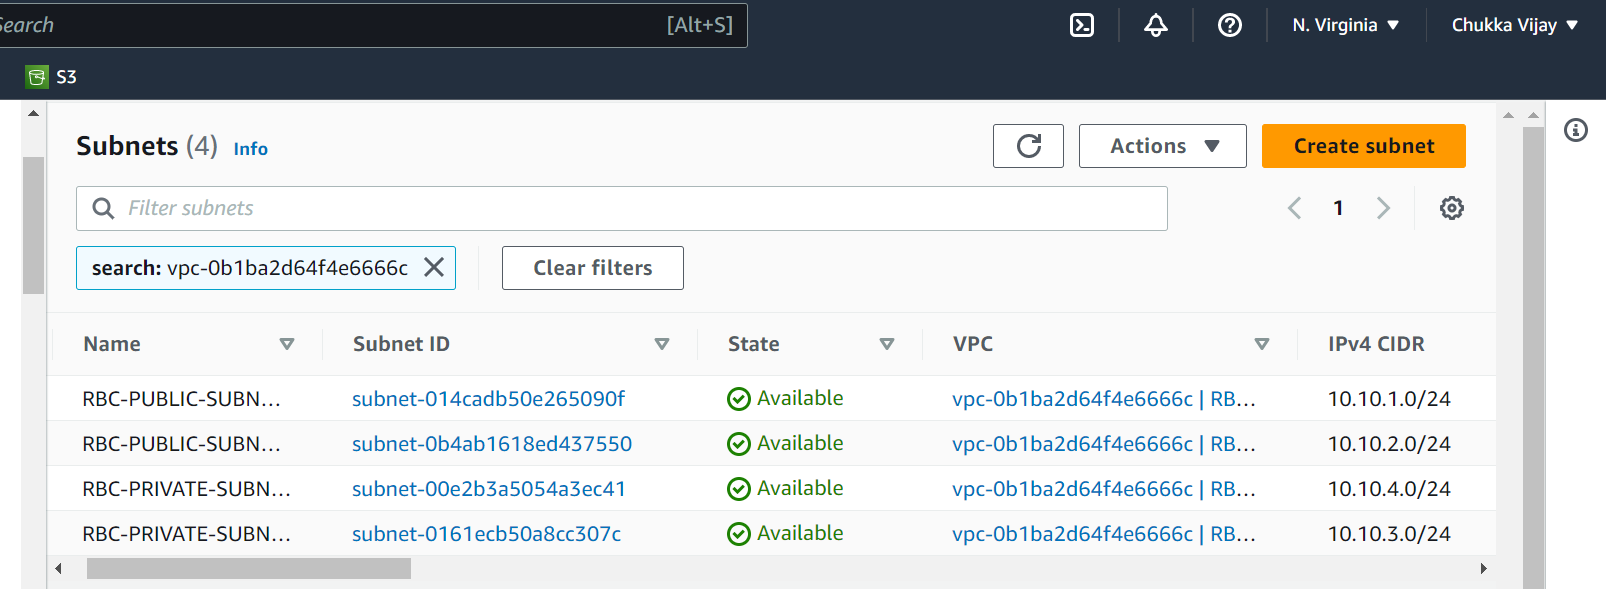 Search [Alt+S] N. Virginia Chukka Vijay
S3
Subnets (4) Info Actions Create subnet
Filter subnets 1
search: vpc-0b1ba2d64f4e6666c Clear filters
Name Subnet ID State VPC IPv4 CIDR
RBC-PUBLIC-SUBN... subnet-014cadb50e265090f Available vpc-0b1ba2d64f4e6666c | RB... 10.10.1.0/24
RBC-PUBLIC-SUBN... subnet-0b4ab1618ed437550 Available vpc-0b1ba2d64f4e6666c | RB... 10.10.2.0/24
RBC-PRIVATE-SUBN... subnet-00e2b3a5054a3ec41 Available vpc-0b1ba2d64f4e6666c | RB... 10.10.4.0/24
RBC-PRIVATE-SUBN... subnet-0161ecb50a8cc307c Available vpc-0b1ba2d64f4e6666c | RB... 10.10.3.0/24